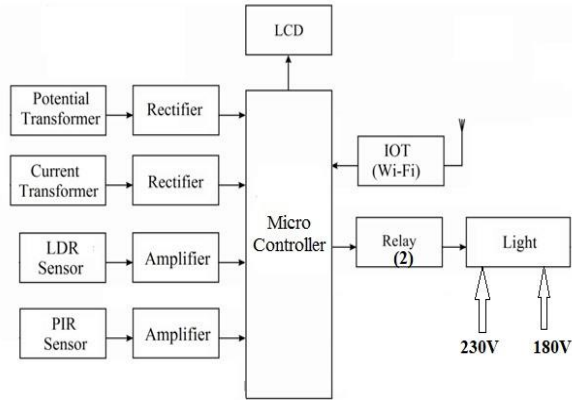 LCD
Potential
Transformer
Rectifier
Current
Transformer
Rectifier
LDR
Sensor
Amplifier
PIR
Sensor
Amplifier
Micro
Controller
IOT
(Wi-Fi)
Relay
(2)
Light
230V
180V